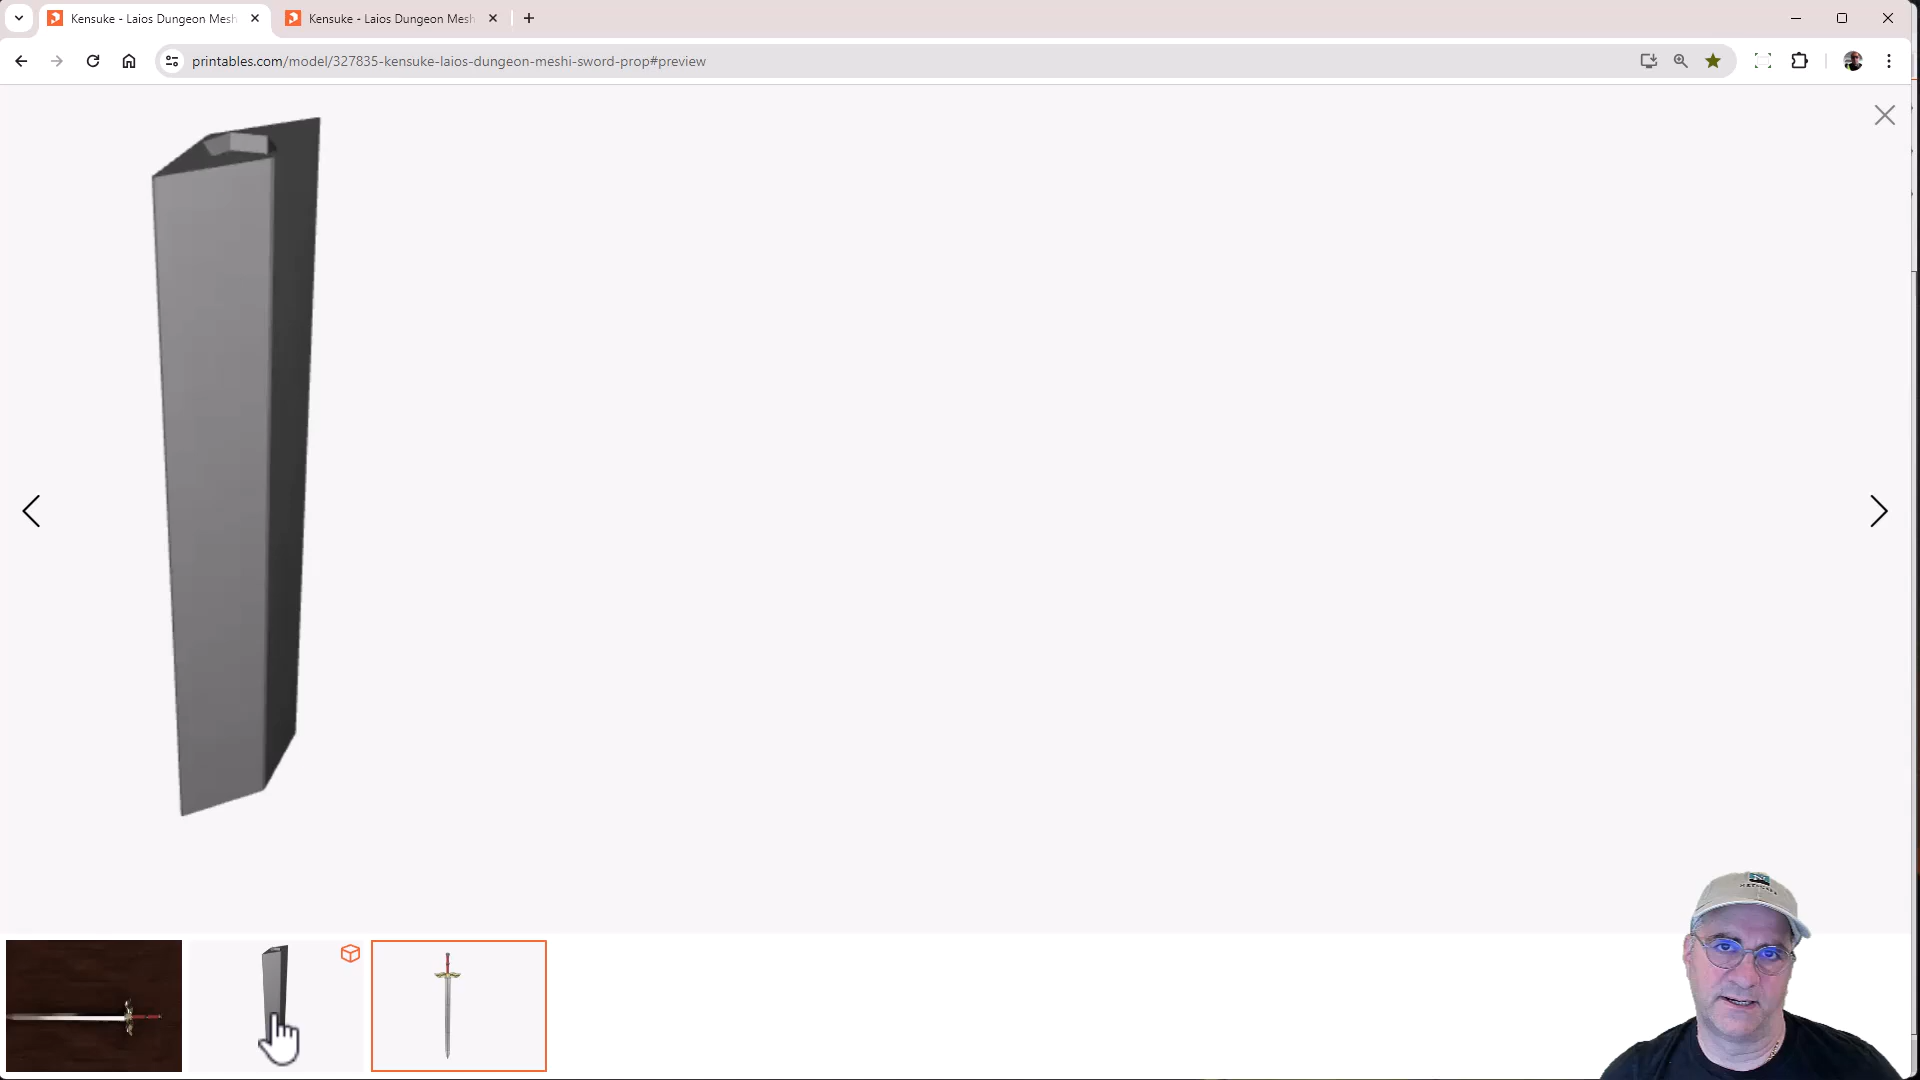 Kensuke - Laios Dungeon Mesh
Kensuke - Laios Dungeon Mesh
printables.com/model/327835-kensuke-laios-dungeon-meshi-sword-prop#preview